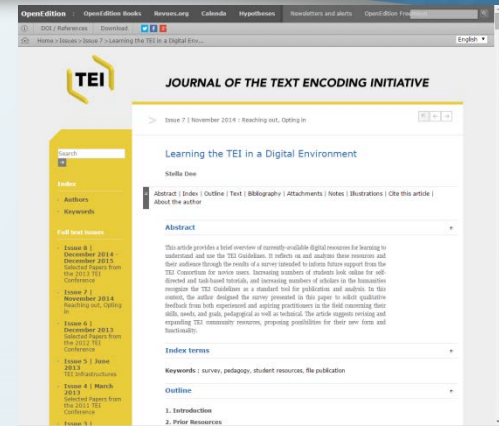 OpenEdition : OpenEdition Books Revues.org Calenda Hypotheses Newsletters and alerts OpenEdition Freemium
DOI / References Download
Home > Issues > Issue 7 > Learning the TEI in a Digital Env...
English
TEI
JOURNAL OF THE TEXT ENCODING INITIATIVE
Issue 7 | November 2014 : Reaching out, Opting in
Search
Index
Authors
Keywords
Full text issues
Issue 8 |
December 2014 -
December 2015
Selected Papers from
the 2013 TEI
Conference
Issue 7 |
November 2014
Reaching out, Opting
in
Issue 6 |
December 2013
Selected Papers from
the 2012 TEI
Conference
Issue 5 | June
2013
TEI Infrastructures
Issue 4 | March
2013
Selected Papers from
the 2011 TEI
Conference
Issue 3 |
Learning the TEI in a Digital Environment
Stella Dee
Abstract | Index | Outline | Text | Bibliography | Attachments | Notes | Illustrations | Cite this article |
About the author
Abstract
This article provides a brief overview of currently-available digital resources for learning to
understand and use the TEI Guidelines. It reflects on and analyzes these resources and
their audience through the results of a survey intended to inform future support from the
TEI Consortium for novice users. Increasing numbers of students look online for self-
directed and task-based tutorials, and increasing numbers of scholars in the humanities
recognize the TEI Guidelines as a standard tool for publication and analysis. In this
context, the author designed the survey presented in this paper to solicit qualitative
feedback from both experienced and aspiring practitioners in the field concerning their
skills, needs, and goals, pedagogical as well as technical. The article suggests revising and
expanding TEI community resources, proposing possibilities for their new form and
functionality.
Index terms
Keywords : survey, pedagogy, student resources, file publication
Outline
1. Introduction
2. Prior Resources